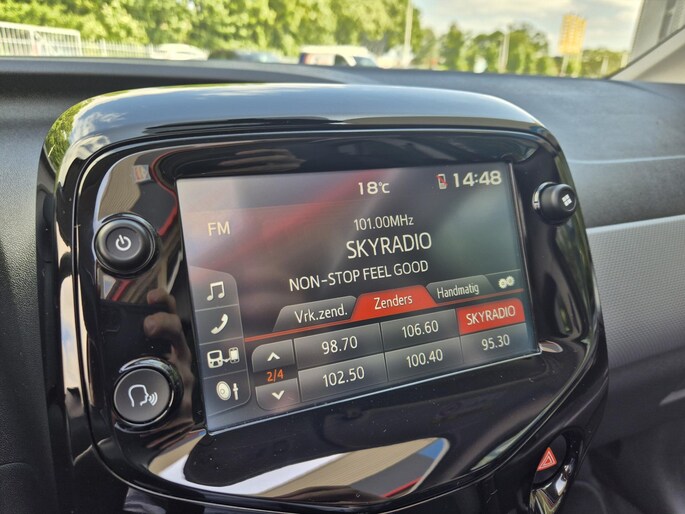 18°C
14:48
FM
101.00MHz
SKYRADIO
NON-STOP FEEL GOOD
Vrk.zend.
Zenders
Handmatig
2/4
98.70
106.60
SKYRADIO
102.50
100.40
95.30